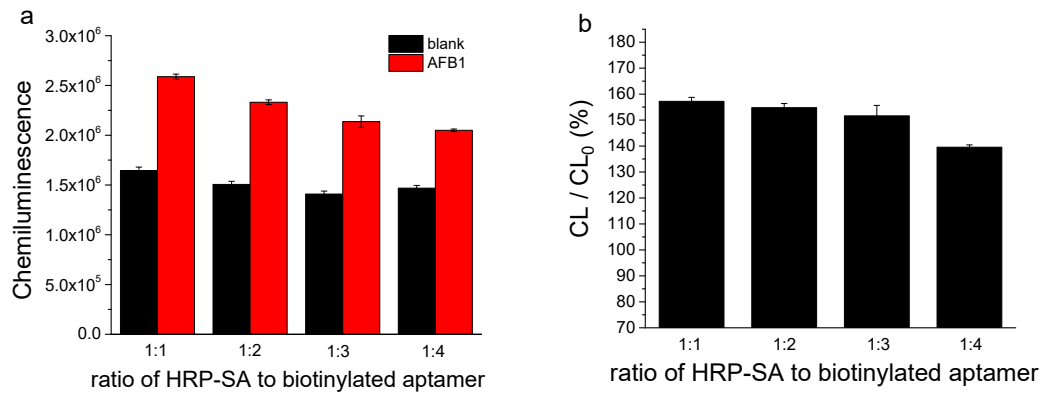 a
3.0x10⁶
2.5x10⁶
2.0x10⁶
1.5x10⁶
1.0x10⁶
5.0x10⁵
0.0
Chemiluminescence
blank
AFB1
1:1 1:2 1:3 1:4
ratio of HRP-SA to biotinylated aptamer
b
180
170
160
150
140
130
120
110
100
90
80
70
CL / CL₀ (%)
1:1 1:2 1:3 1:4
ratio of HRP-SA to biotinylated aptamer